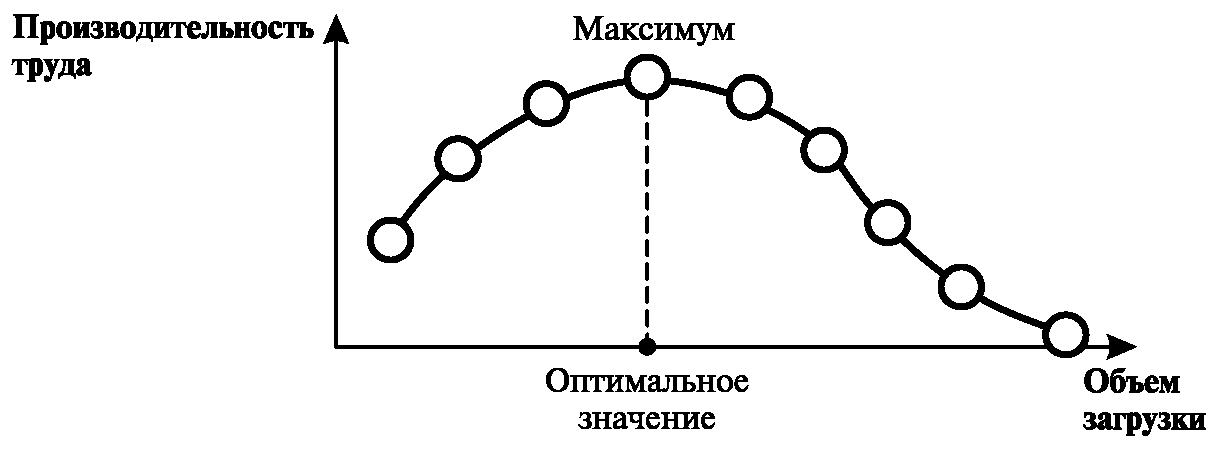 Производительность
труда
Максимум
Оптимальное
значение
Объем
загрузки